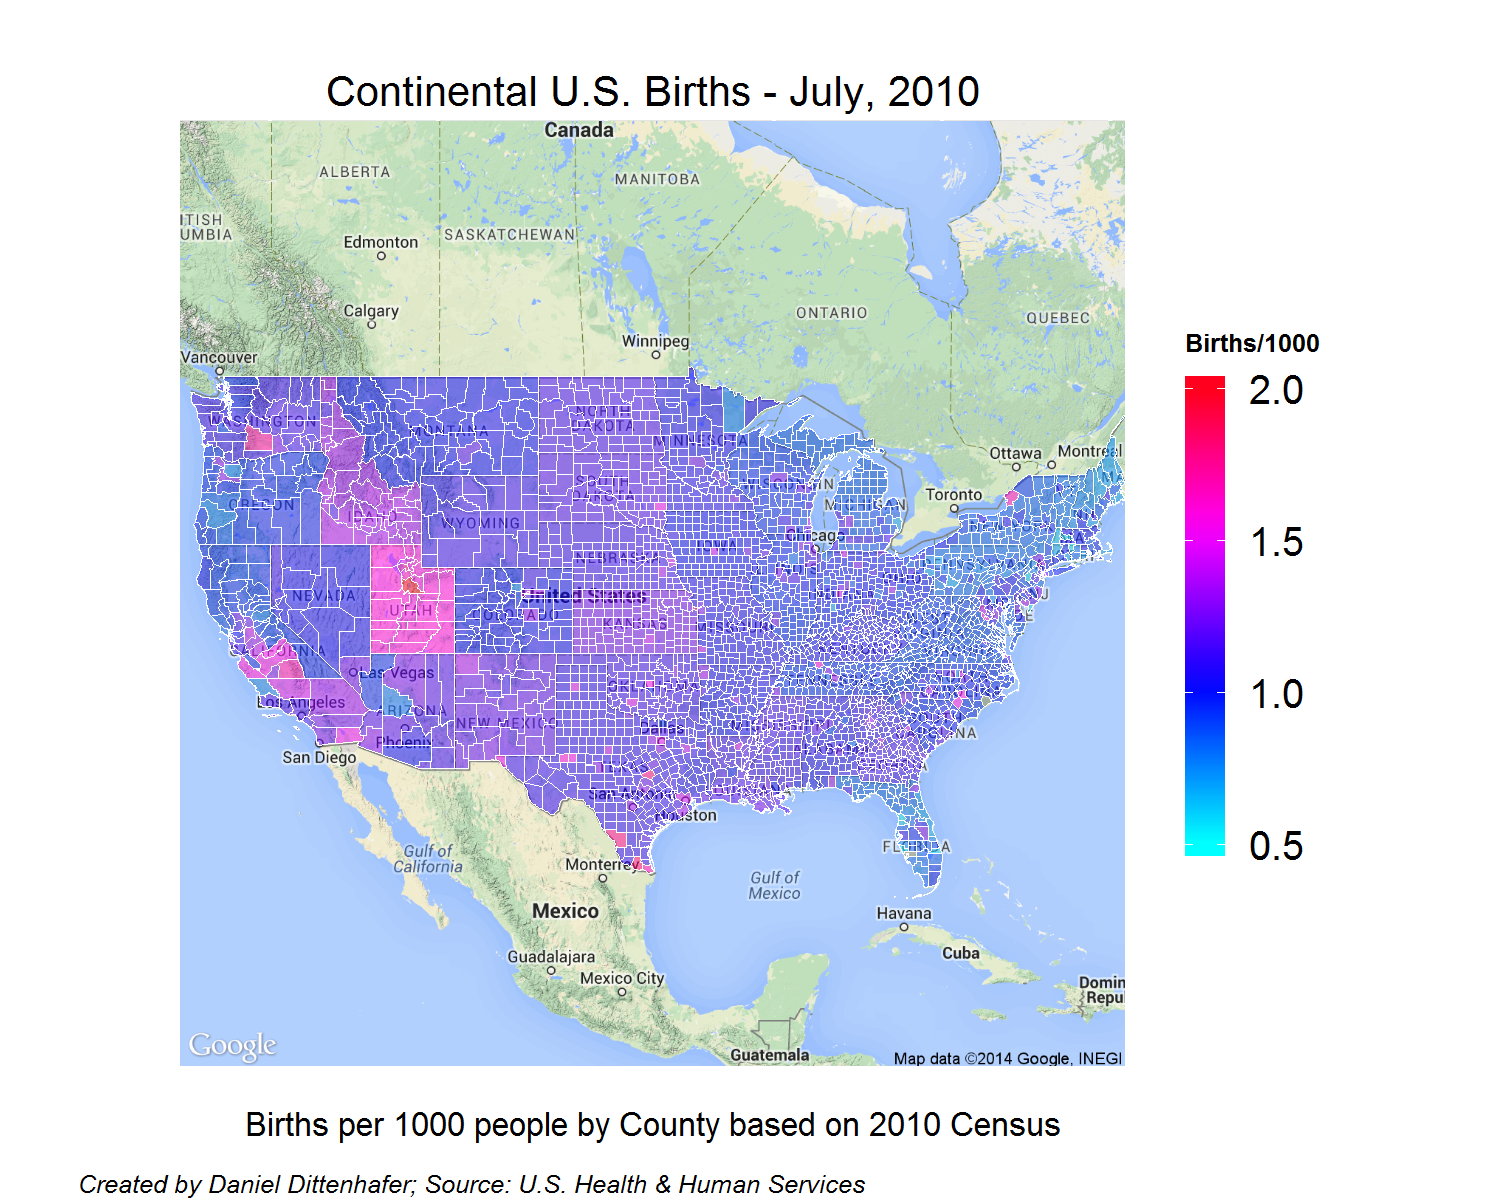 Continental U.S. Births - July, 2010
Canada
ALBERTA
MANITOBA
ITISH
UMBIA
Edmonton
SASKATCHEWAN
Calgary
ONTARIO
QUEBEC
Winnipeg
Vancouver
WASHINGTON
MONTANA
NORTH
DAKOTA
MINNESOTA
Ottawa
Montreal
Toronto
OREGON
IDAHO
WYOMING
SOUTH
DAKOTA
WISCONSIN
MICHIGAN
Chicago
IOWA
NEBRASKA
NEVADA
UTAH
COLORADO
United States
KANSAS
MISSOURI
CALIFORNIA
Las Vegas
Los Angeles
ARIZONA
Phoenix
NEW MEXICO
OKLAHOMA
Dallas
San Diego
TEXAS
San Antonio
Houston
FLORIDA
Gulf of
California
Monterrey
Gulf of
Mexico
Mexico
Havana
Cuba
Guadalajara
Mexico City
Domin
Repu
Guatemala
Google
Map data ©2014 Google, INEGI
Births/1000
2.0
1.5
1.0
0.5
Births per 1000 people by County based on 2010 Census
Created by Daniel Dittenhafer; Source: U.S. Health & Human Services